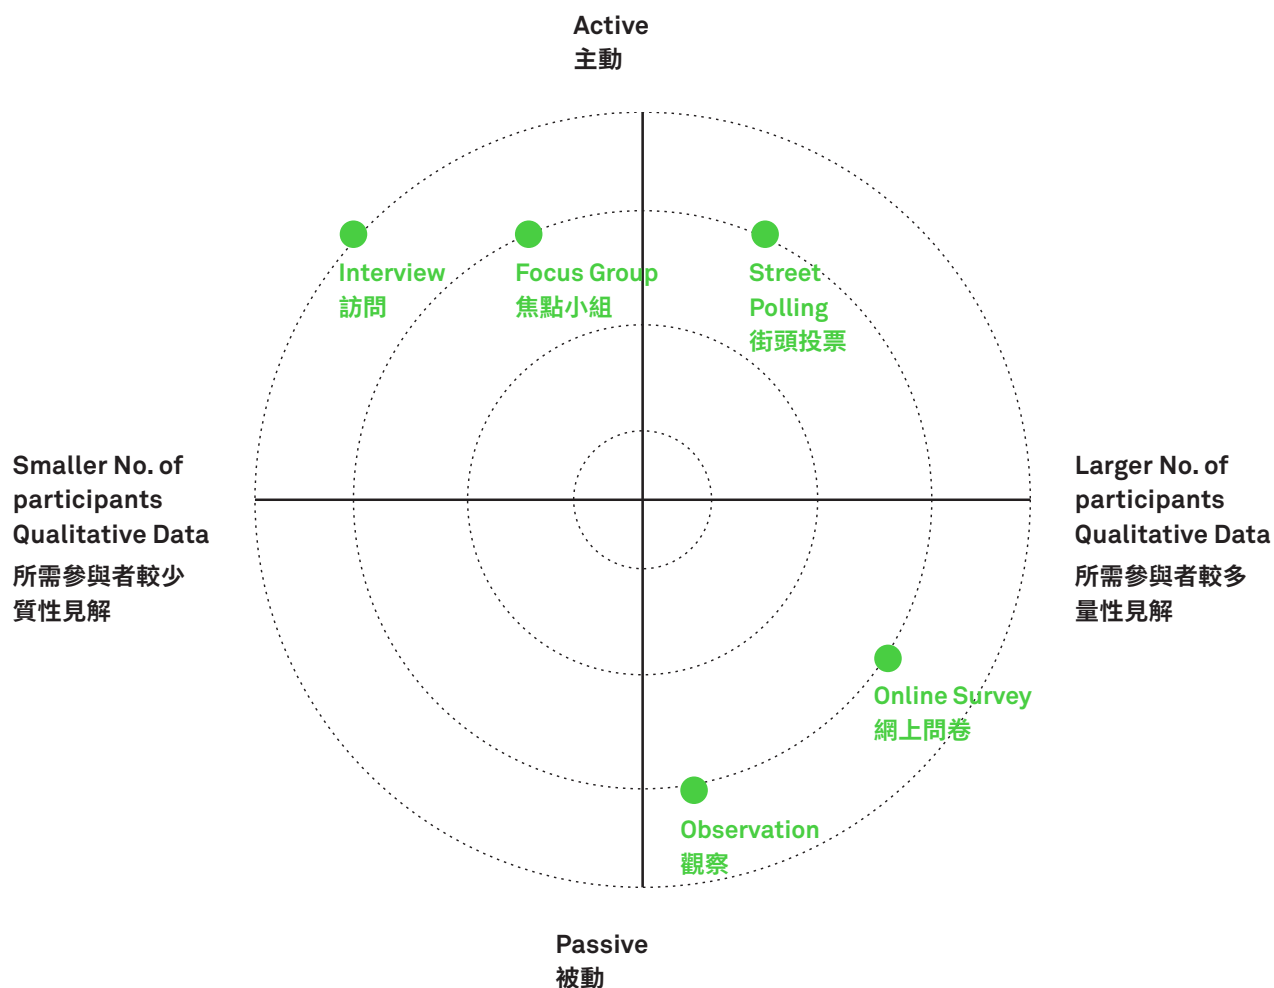 Active
主動
Interview
訪問
Focus Group
焦點小組
Street
Polling
街頭投票
Smaller No. of
participants
Qualitative Data
所需參與者較少
質性見解
Larger No. of
participants
Qualitative Data
所需參與者較多
量性見解
Online Survey
網上問卷
Observation
觀察
Passive
被動